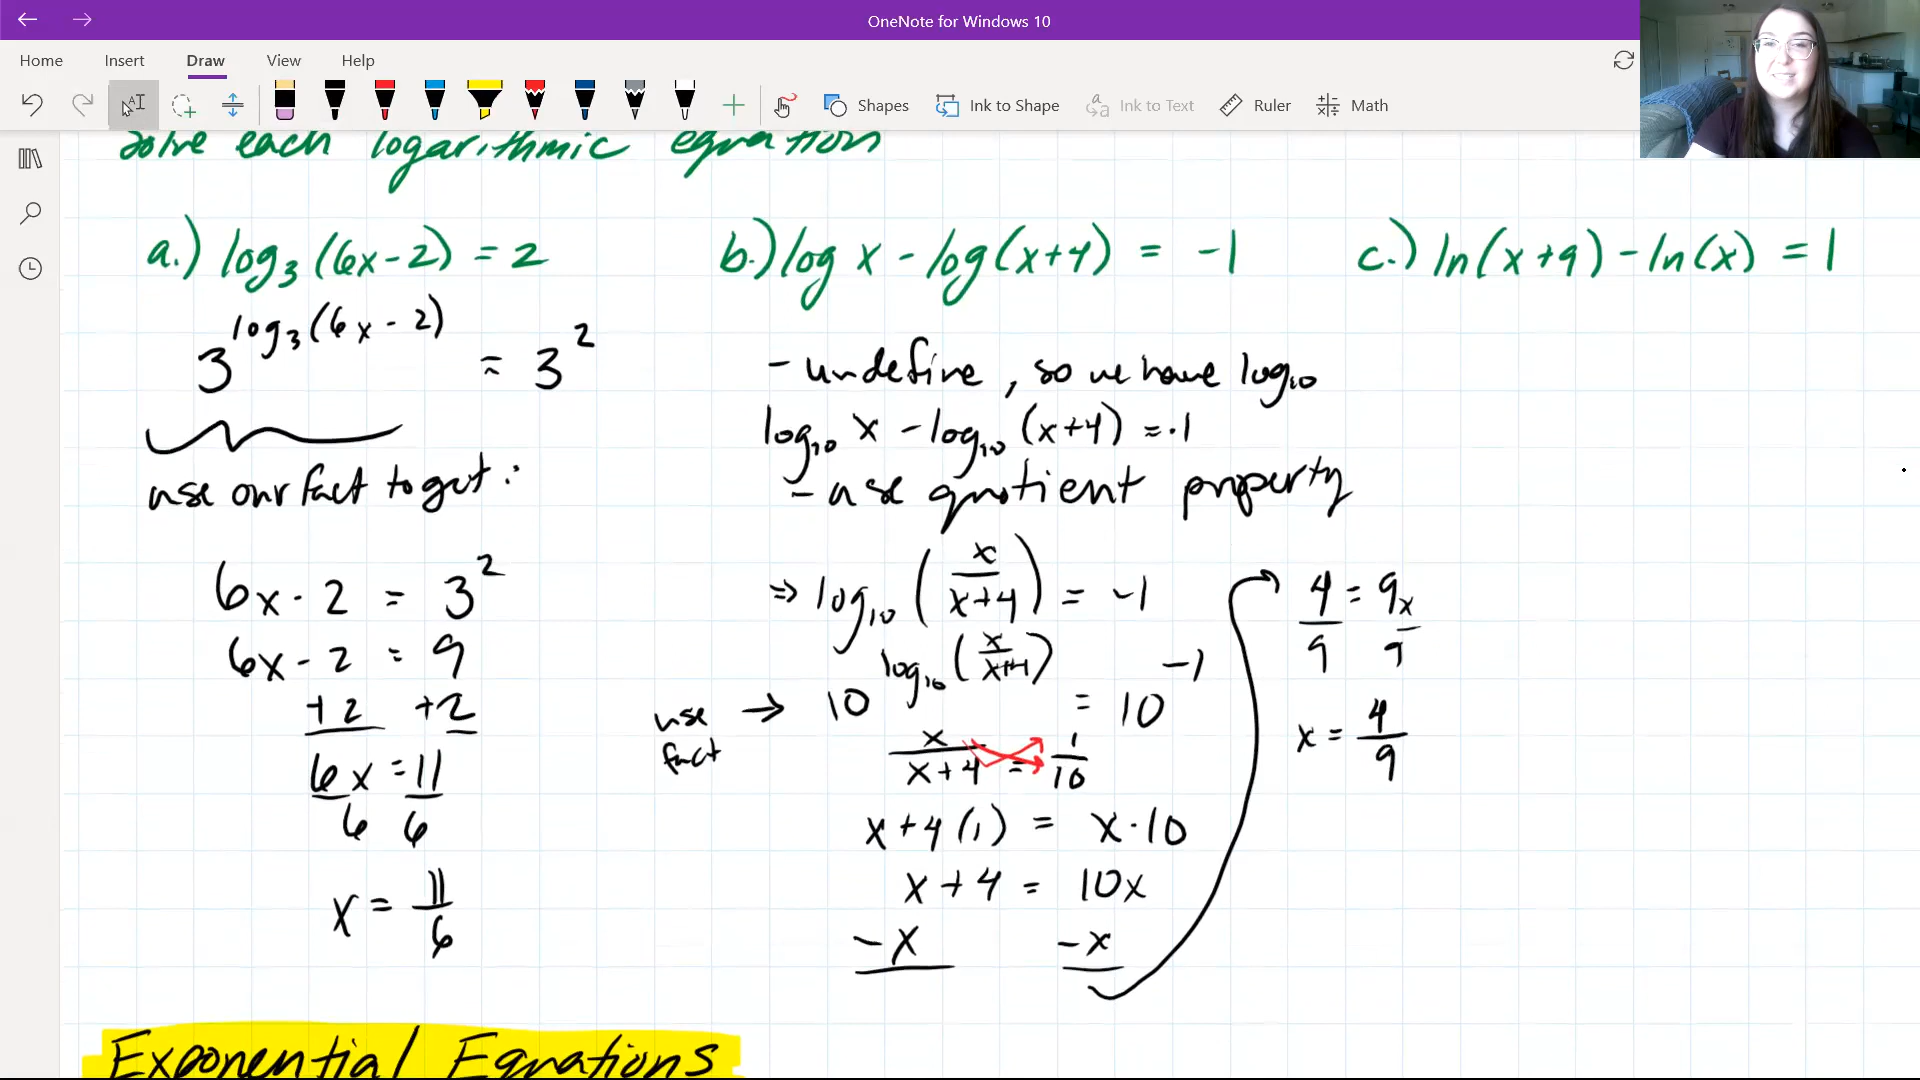 OneNote for Windows 10
Home Insert Draw View Help
Shapes Ink to Shape Ink to Text Ruler Math
Solve each logarithmic equation
a.) log₃(6x-2) = 2
3^log₃(6x-2) = 3²
use our fact to get:
6x-2 = 3²
6x-2 = 9
+2 +2
6x = 11
6 6
x = 11/6
b.) log x - log(x+4) = -1
- undefine, so we have log₁₀
log₁₀ x - log₁₀ (x+4) = -1
- use quotient property
⇒ log₁₀ (x/(x+4)) = -1
use fact → 10^log₁₀(x/(x+4)) = 10^-1
x/(x+4) = 1/10
x+4(1) = x·10
x+4 = 10x
-x -x
4/9 = 9x/9
x = 4/9
c.) ln(x+9) - ln(x) = 1
Exponential Equations